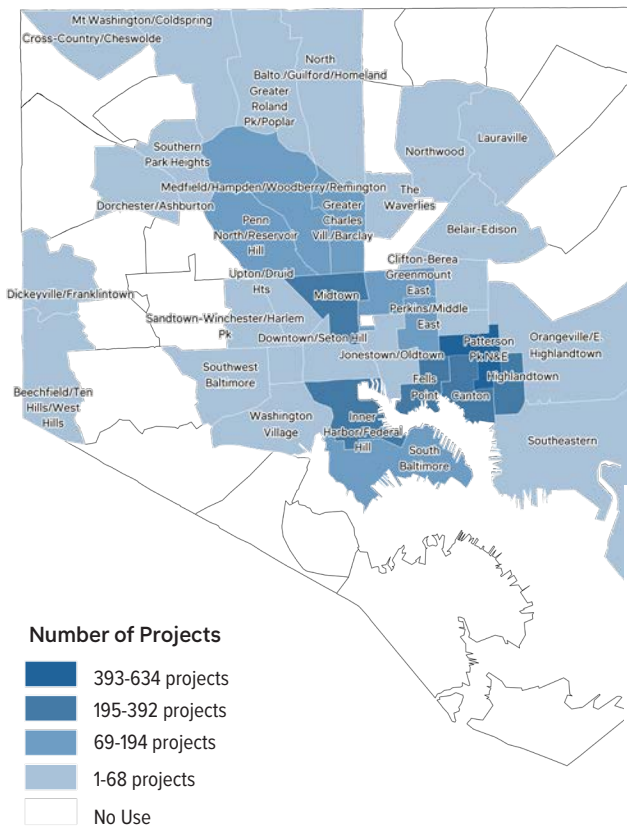 Mt Washington/Coldspring
Cross-Country/Cheswolde
North
Balto./Guilford/Homeland
Greater
Roland
Pk/Poplar
Lauraville
Northwood
Southern
Park Heights
Medfield/Hampden/Woodberry/Remington
The
Waverlies
Dorchester/Ashburton
Greater
Charles
Vill./Barclay
Penn
North/Reservoir
Hill
Belair-Edison
Clifton-Berea
Greenmount
East
Upton/Druid
Hts
Dickeyville/Franklintown
Midtown
Sandtown-Winchester/Harlem
Pk
Perkins/Middle
East
Downtown/Seton Hill
Patterson
Pk N&E
Orangeville/E.
Highlandtown
Jonestown/Oldtown
Southwest
Baltimore
Fells
Point
Highlandtown
Canton
Beechfield/Ten
Hills/West
Hills
Washington
Village
Inner
Harbor/Federal
Hill
Southeastern
South
Baltimore
Number of Projects
393-634 projects
195-392 projects
69-194 projects
1-68 projects
No Use